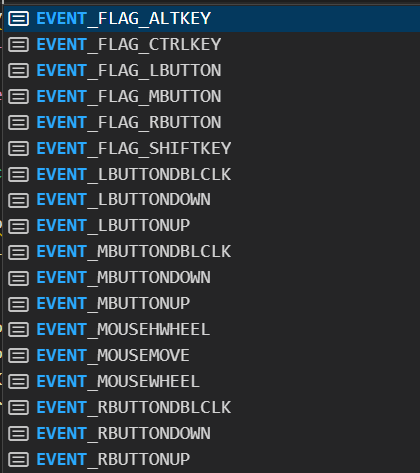 EVENT_FLAG_ALTKEY
EVENT_FLAG_CTRLKEY
EVENT_FLAG_LBUTTON
EVENT_FLAG_MBUTTON
EVENT_FLAG_RBUTTON
EVENT_FLAG_SHIFTKEY
EVENT_LBUTTONDBLCLK
EVENT_LBUTTONDOWN
EVENT_LBUTTONUP
EVENT_MBUTTONDBLCLK
EVENT_MBUTTONDOWN
EVENT_MBUTTONUP
EVENT_MOUSEHWHEEL
EVENT_MOUSEMOVE
EVENT_MOUSEWHEEL
EVENT_RBUTTONDBLCLK
EVENT_RBUTTONDOWN
EVENT_RBUTTONUP